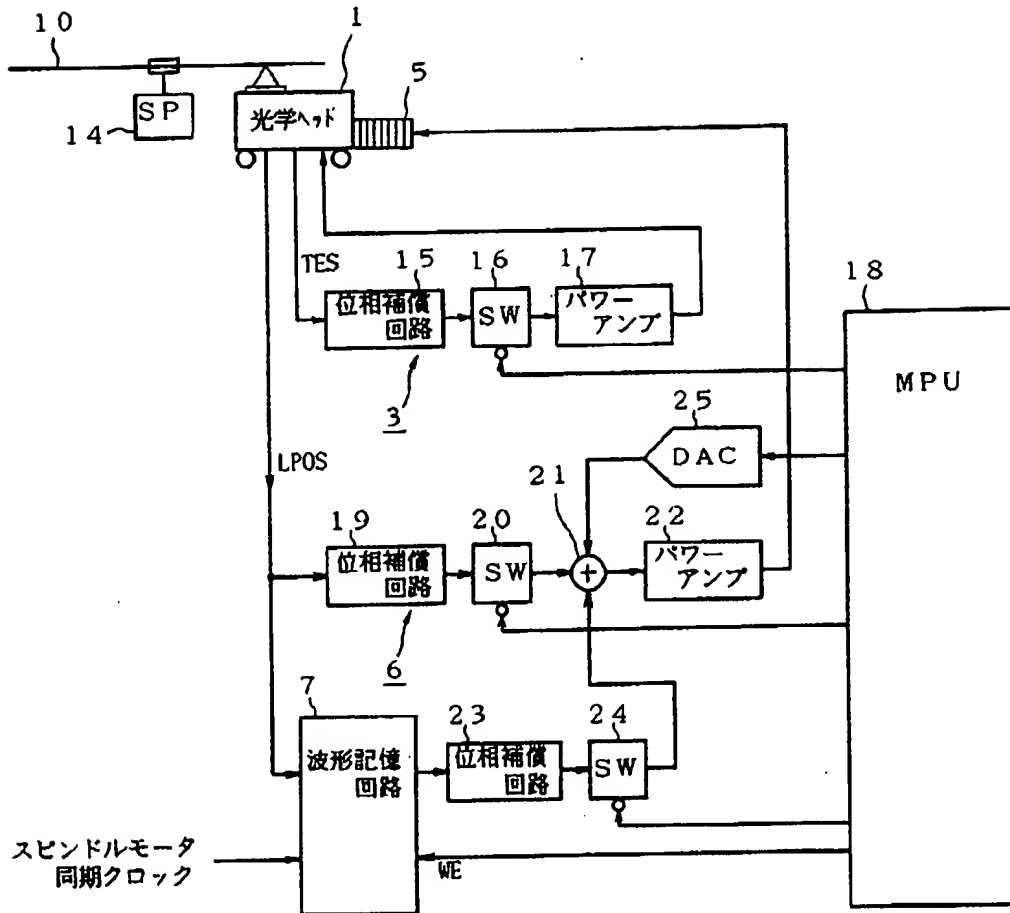 10
1
5
SP
14
光学ヘッド
TES
15
16
17
18
位相補償
回路
SW
パワー
アンプ
3
MPU
25
DAC
LPOS
21
19
20
22
位相補償
回路
SW
+
パワー
アンプ
6
7
23
24
波形記憶
回路
位相補償
回路
SW
スピンドルモータ
同期クロック
WE